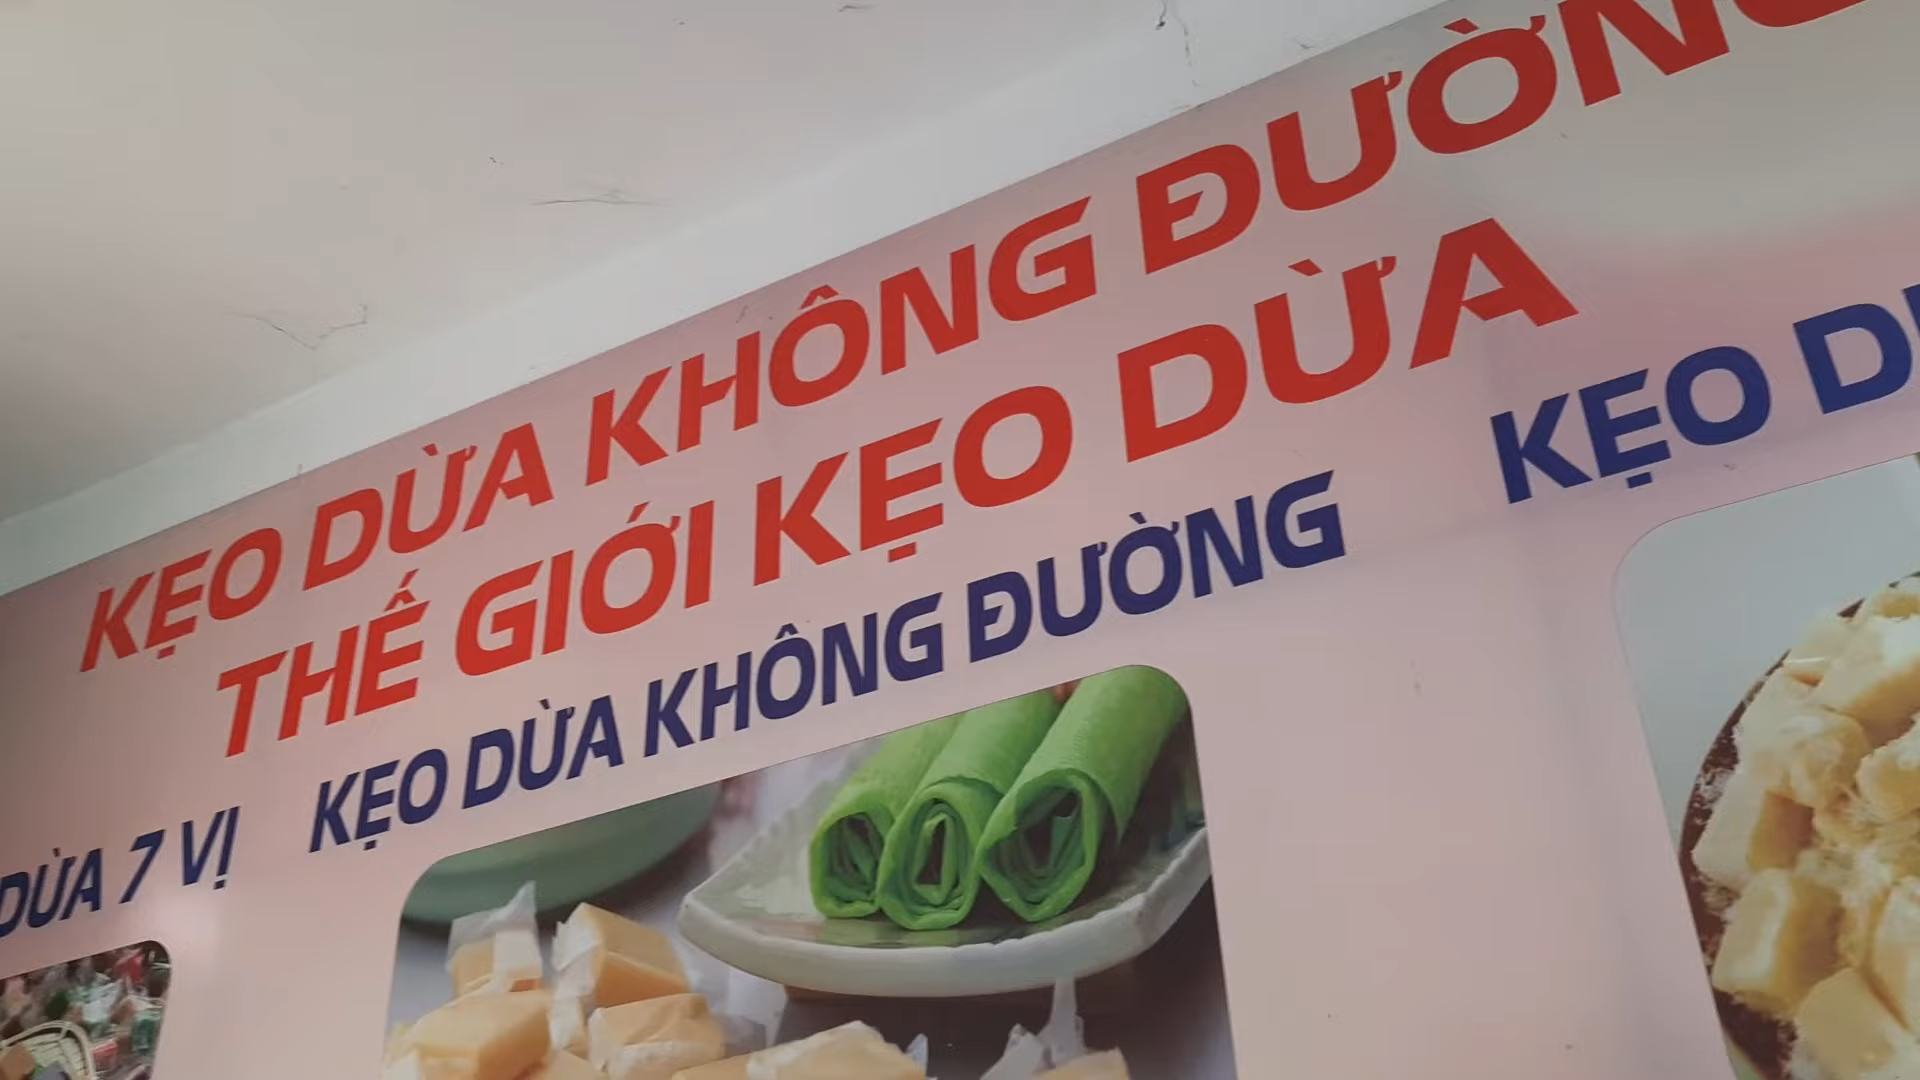 KẸO DỪA KHÔNG ĐƯỜNG
THẾ GIỚI KẸO DỪA
DỪA 7 VỊ
KẸO DỪA KHÔNG ĐƯỜNG
KẸO